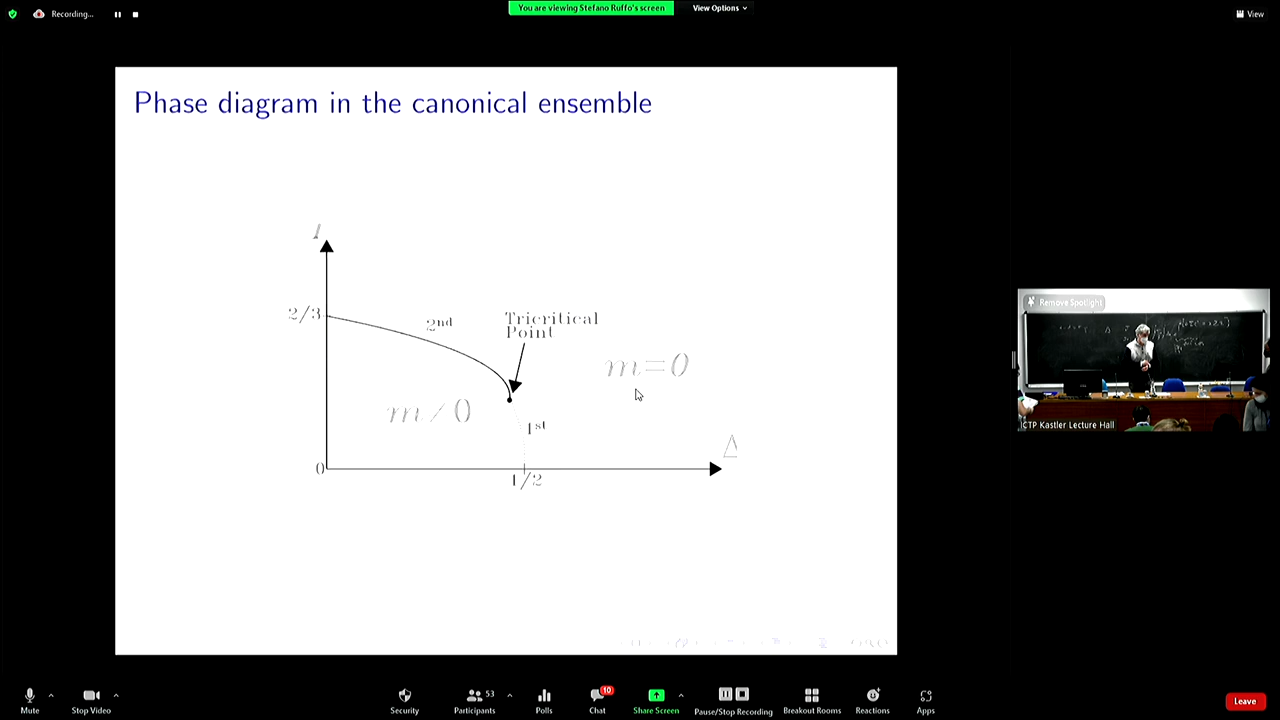 Recording...
You are viewing Stefano Ruffo's screen
View Options
View
Phase diagram in the canonical ensemble
2/3
2nd
Tricritical
Point
m=0
m ≠ 0
1st
Δ
0
1/2
Remove Spotlight
ICTP Kastler Lecture Hall
Mute
Stop Video
Security
Participants
53
Polls
Chat
10
Share Screen
Pause/Stop Recording
Breakout Rooms
Reactions
Apps
Leave